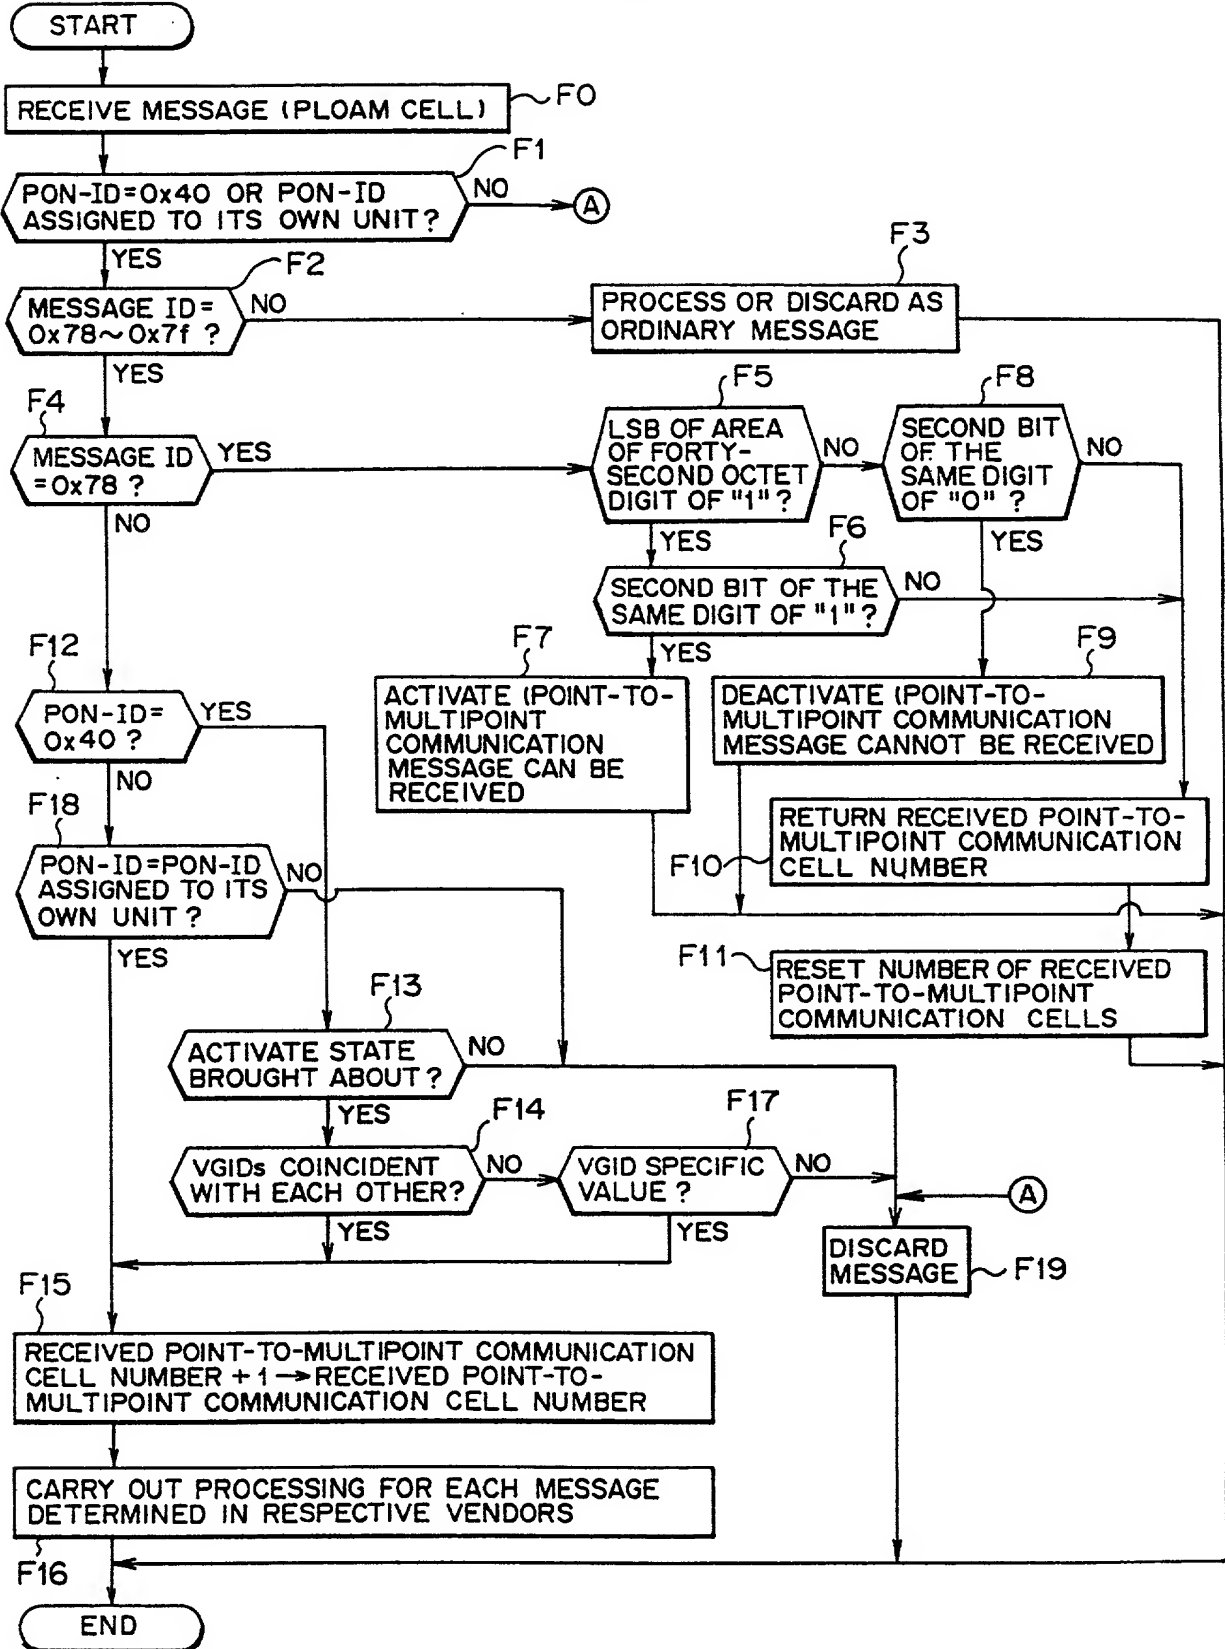 START
RECEIVE MESSAGE (PLOAM CELL)
F0
F1
PON-ID=0x40 OR PON-ID
ASSIGNED TO ITS OWN UNIT?
NO
A
YES
F2
F3
MESSAGE ID=
0x78~0x7f ?
NO
PROCESS OR DISCARD AS
ORDINARY MESSAGE
YES
F4
F5
F8
MESSAGE ID
=0x78 ?
YES
LSB OF AREA
OF FORTY-
SECOND OCTET
DIGIT OF "1" ?
NO
SECOND BIT
OF THE
SAME DIGIT
OF "0" ?
NO
NO
YES
F6
YES
SECOND BIT OF THE
SAME DIGIT OF "1" ?
NO
F12
F7
YES
F9
PON-ID=
0x40 ?
YES
ACTIVATE (POINT-TO-
MULTIPOINT
COMMUNICATION
MESSAGE CAN BE
RECEIVED
DEACTIVATE (POINT-TO-
MULTIPOINT COMMUNICATION
MESSAGE CANNOT BE RECEIVED
NO
F18
RETURN RECEIVED POINT-TO-
MULTIPOINT COMMUNICATION
CELL NUMBER
F10
PON-ID=PON-ID
ASSIGNED TO ITS
OWN UNIT ?
NO
YES
F11
RESET NUMBER OF RECEIVED
POINT-TO-MULTIPOINT
COMMUNICATION CELLS
F13
ACTIVATE STATE
BROUGHT ABOUT ?
NO
YES
F14
F17
VGIDs COINCIDENT
WITH EACH OTHER?
NO
VGID SPECIFIC
VALUE ?
NO
A
YES
YES
DISCARD
MESSAGE
F19
F15
RECEIVED POINT-TO-MULTIPOINT COMMUNICATION
CELL NUMBER +1→RECEIVED POINT-TO-
MULTIPOINT COMMUNICATION CELL NUMBER
CARRY OUT PROCESSING FOR EACH MESSAGE
DETERMINED IN RESPECTIVE VENDORS
F16
END